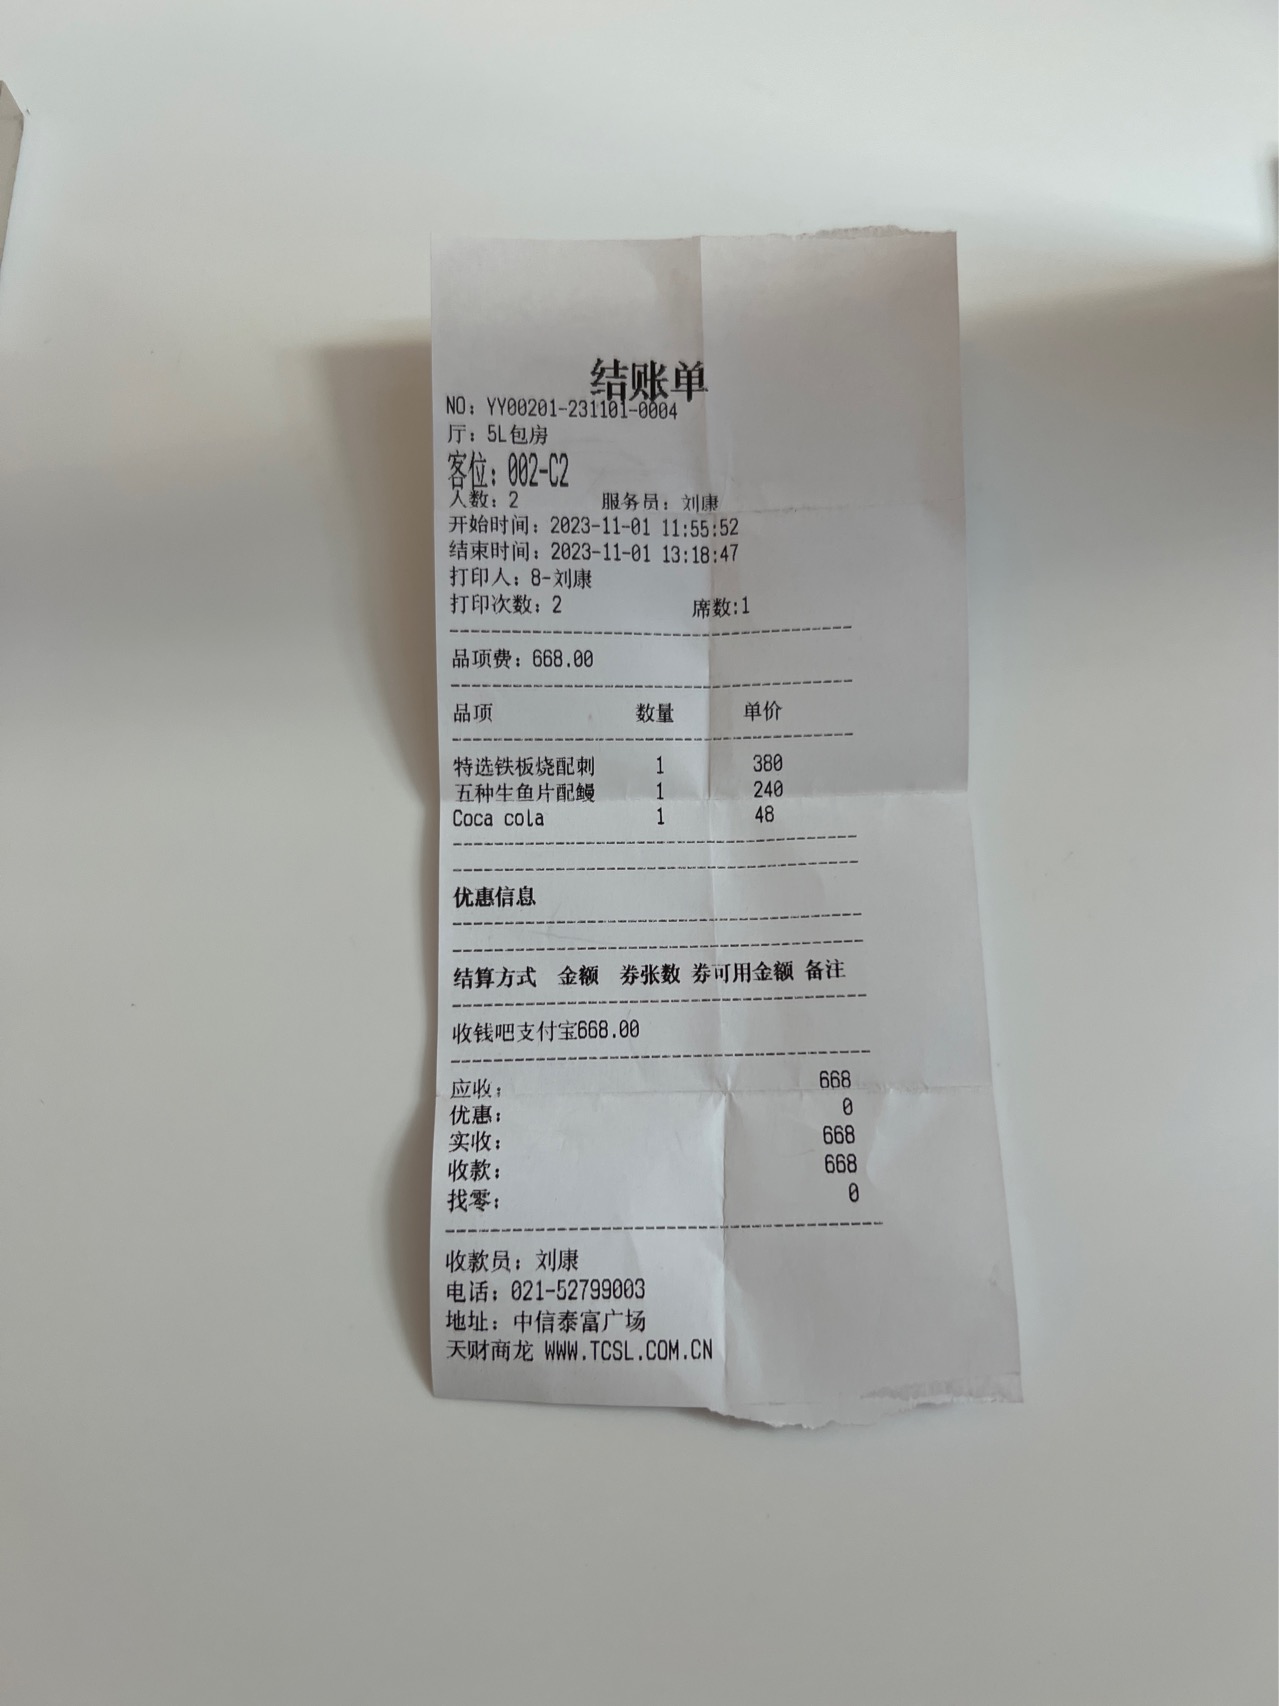 结账单
NO: YY00201-231101-0004
厅: 5L包房
客位: 002-C2
人数: 2 服务员: 刘康
开始时间: 2023-11-01 11:55:52
结束时间: 2023-11-01 13:18:47
打印人: 8-刘康
打印次数: 2 席数:1
品项费: 668.00
品项 数量 单价
特选铁板烧配刺 1 380
五种生鱼片配鳗 1 240
Coca cola 1 48
优惠信息
结算方式 金额 券张数 券可用金额 备注
收钱吧支付宝668.00
应收: 668
优惠: 0
实收: 668
收款: 668
找零: 0
收款员: 刘康
电话: 021-52799003
地址: 中信泰富广场
天财商龙 WWW.TCSL.COM.CN